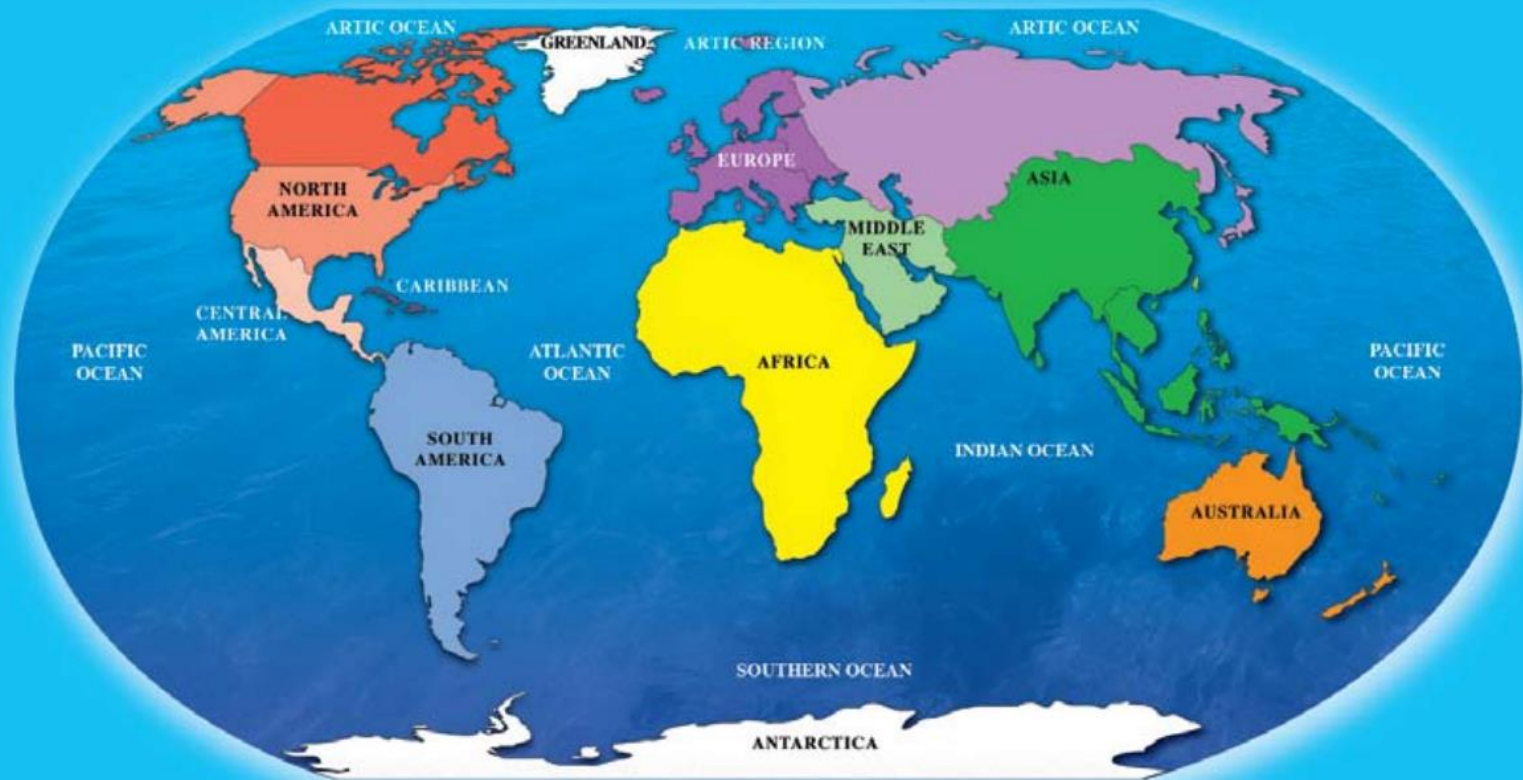 ARTIC OCEAN
GREENLAND
ARTIC REGION
ARTIC OCEAN
EUROPE
NORTH
AMERICA
ASIA
MIDDLE
EAST
CARIBBEAN
CENTRAL
AMERICA
PACIFIC
OCEAN
ATLANTIC
OCEAN
AFRICA
PACIFIC
OCEAN
SOUTH
AMERICA
INDIAN OCEAN
AUSTRALIA
SOUTHERN OCEAN
ANTARCTICA